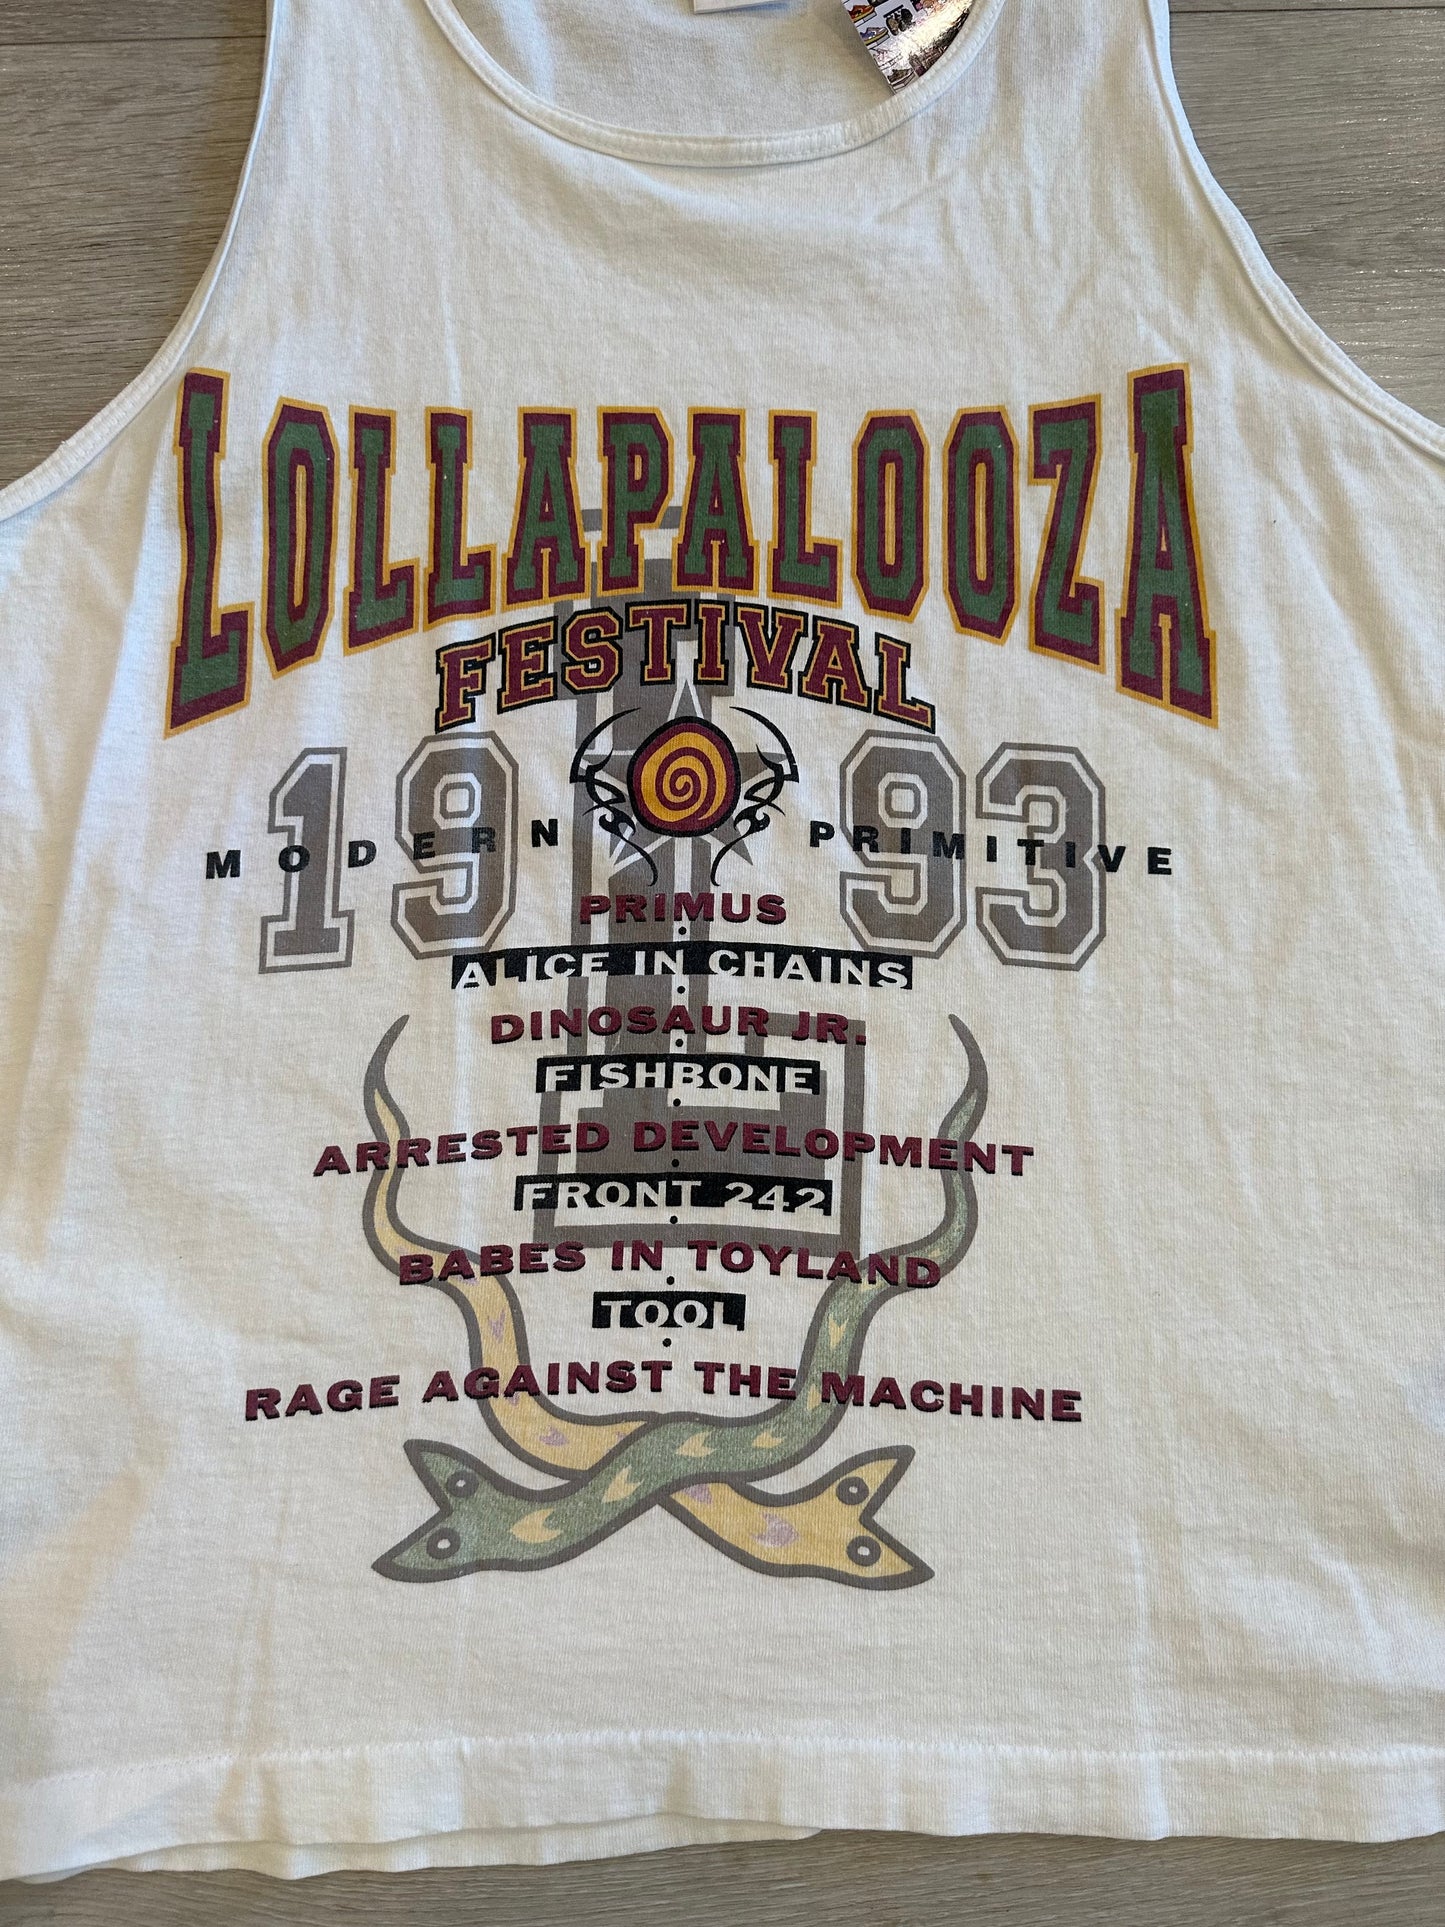 LOLLAPALOOZA
FESTIVAL
1993
MODERN PRIMITIVE
PRIMUS
ALICE IN CHAINS
DINOSAUR JR.
FISHBONE
ARRESTED DEVELOPMENT
FRONT 242
BABES IN TOYLAND
TOOL
RAGE AGAINST THE MACHINE